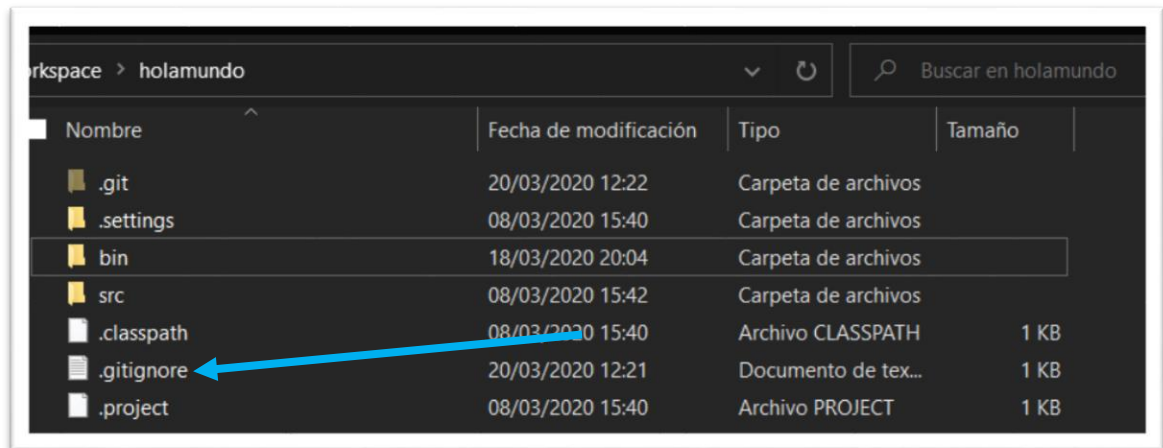 orkspace > holamundo Buscar en holamundo
Nombre Fecha de modificación Tipo Tamaño
.git 20/03/2020 12:22 Carpeta de archivos
.settings 08/03/2020 15:40 Carpeta de archivos
bin 18/03/2020 20:04 Carpeta de archivos
src 08/03/2020 15:42 Carpeta de archivos
.classpath 08/03/2020 15:40 Archivo CLASSPATH 1 KB
.gitignore 20/03/2020 12:21 Documento de tex... 1 KB
.project 08/03/2020 15:40 Archivo PROJECT 1 KB